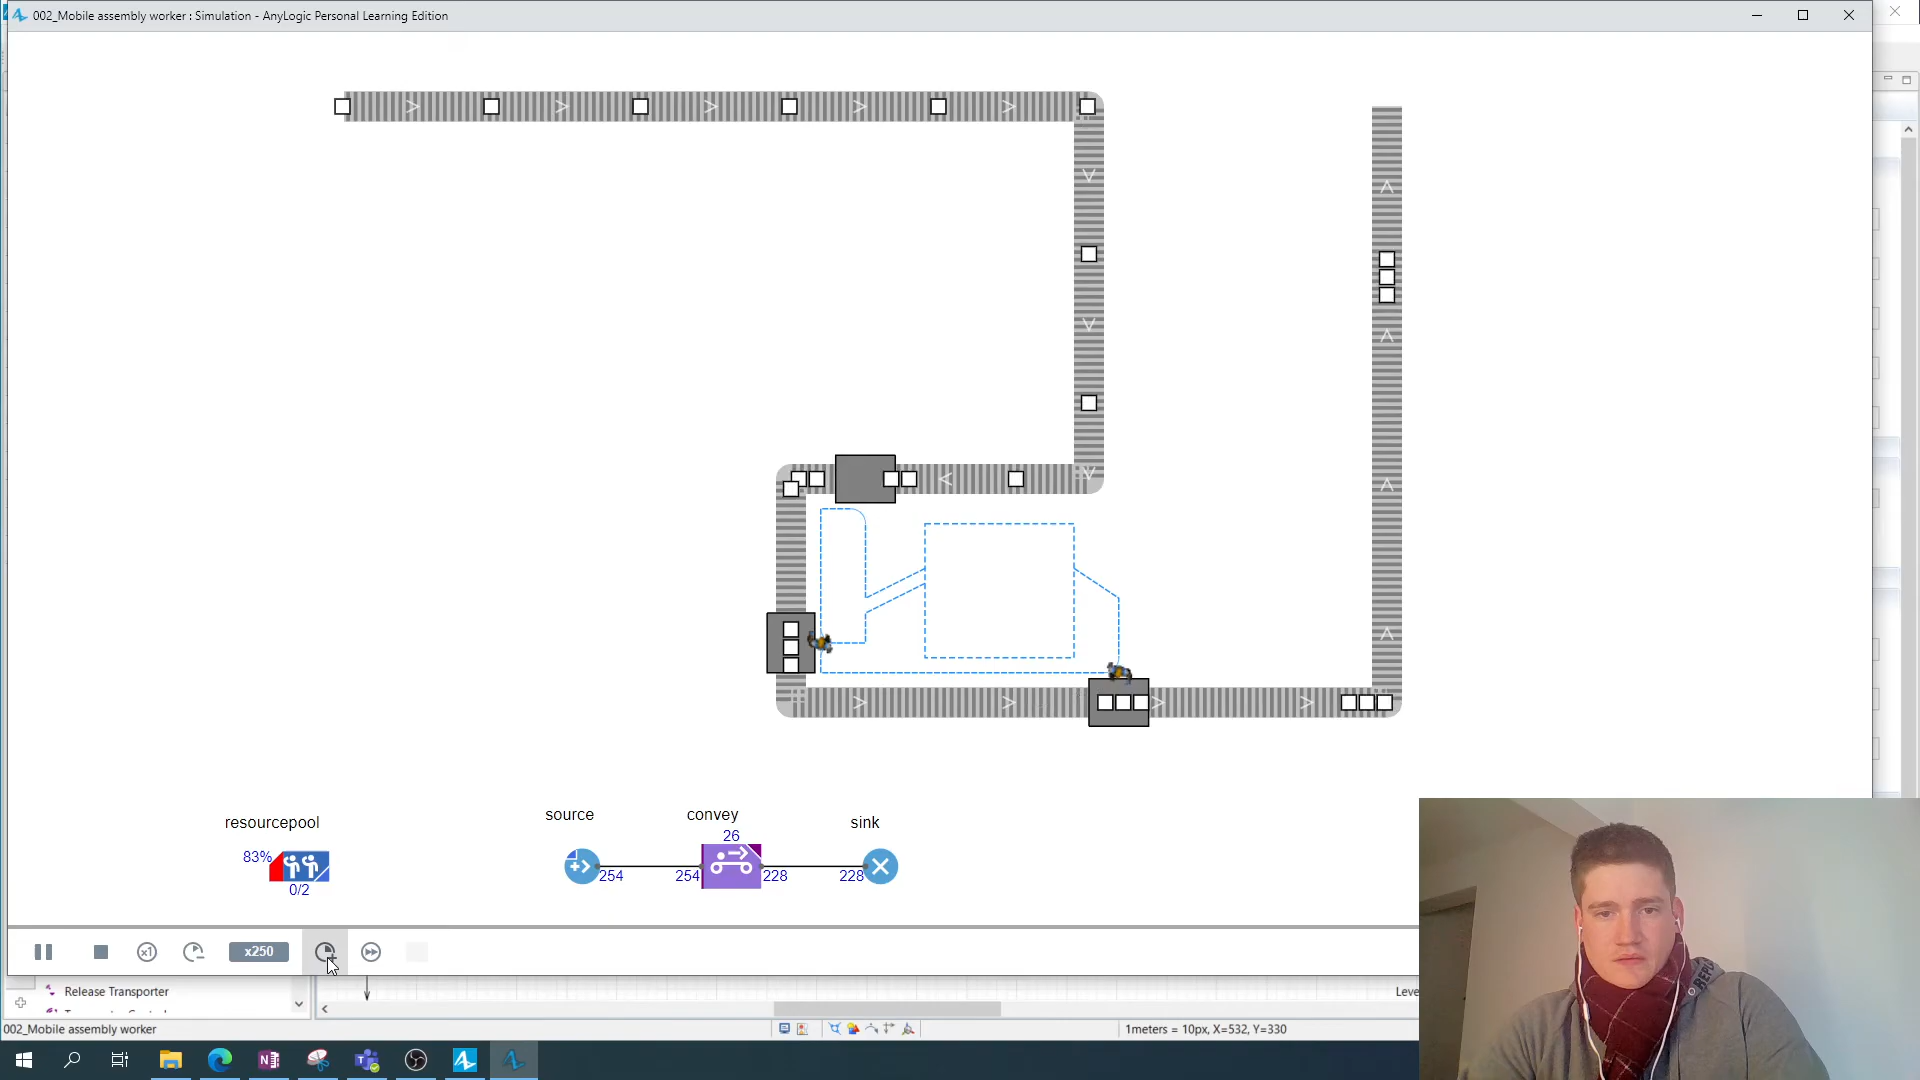 002_Mobile assembly worker : Simulation - AnyLogic Personal Learning Edition
resourcepool
83%
0/2
source
convey
sink
26
254
254
228
228
x1
x250
Release Transporter
Leve
002_Mobile assembly worker
1meters = 10px, X=532, Y=330